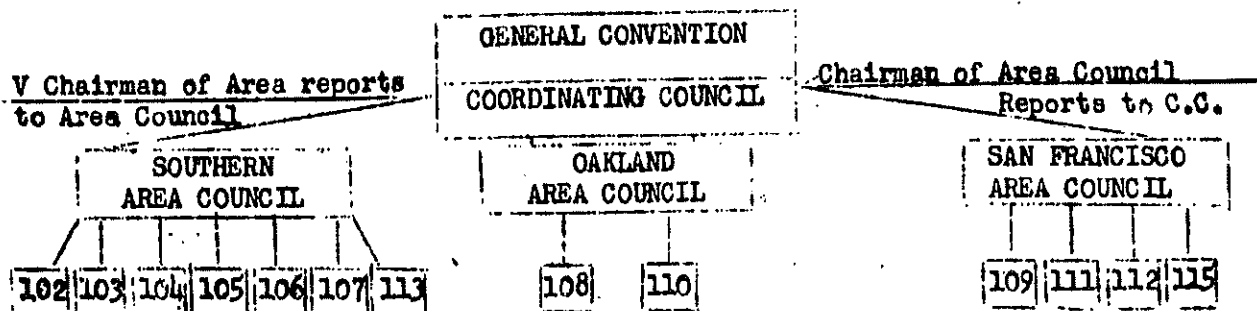 GENERAL CONVENTION
V Chairman of Area reports
to Area Council
COORDINATING COUNCIL
Chairman of Area Council
Reports to C.C.
SOUTHERN
AREA COUNCIL
OAKLAND
AREA COUNCIL
SAN FRANCISCO
AREA COUNCIL
102 103 104 105 106 107 113
108 110
109 111 112 115